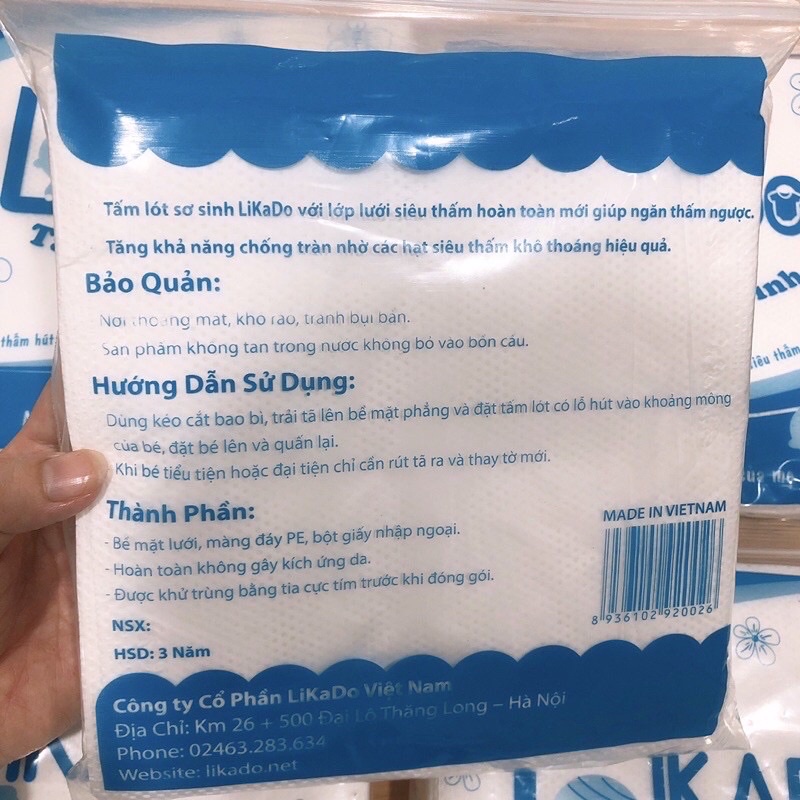 Tấm lót sơ sinh LiKaDo với lớp lưới siêu thấm hoàn toàn mới giúp ngăn thấm ngược.
Tăng khả năng chống tràn nhờ các hạt siêu thấm khô thoáng hiệu quả.
Bảo Quản:
Nơi thoáng mát, khô ráo, tránh bụi bẩn.
Sản phẩm không tan trong nước không bỏ vào bồn cầu.
Hướng Dẫn Sử Dụng:
Dùng kéo cắt bao bì, trải tã lên bề mặt phẳng và đặt tấm lót có lỗ hút vào khoảng mông
của bé, đặt bé lên và quấn lại.
Khi bé tiểu tiện hoặc đại tiện chỉ cần rút tã ra và thay tờ mới.
Thành Phần:
- Bề mặt lưới, màng đáy PE, bột giấy nhập ngoại.
- Hoàn toàn không gây kích ứng da.
- Được khử trùng bằng tia cực tím trước khi đóng gói.
MADE IN VIETNAM
8 936102 920026
NSX:
HSD: 3 Năm
Công ty Cổ Phần LiKaDo Việt Nam
Địa Chỉ: Km 26 + 500 Đại Lộ Thăng Long – Hà Nội
Phone: 02463.283.634
Website: likado.net
thấm hút